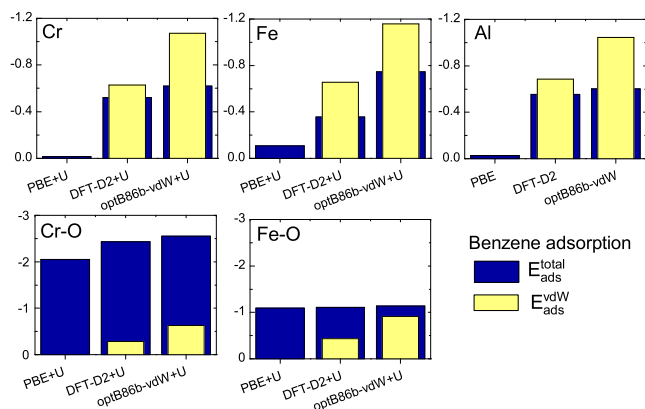 Cr
-1.2
-0.8
-0.4
0.0
PBE+U
DFT-D2+U
optB86b-vdW+U
Fe
-1.2
-0.8
-0.4
0.0
PBE+U
DFT-D2+U
optB86b-vdW+U
Al
-1.2
-0.8
-0.4
0.0
PBE
DFT-D2
optB86b-vdW
Cr-O
-3
-2
-1
0
PBE+U
DFT-D2+U
optB86b-vdW+U
Fe-O
-3
-2
-1
0
PBE+U
DFT-D2+U
optB86b-vdW+U
Benzene adsorption
E total ads
E vdW ads